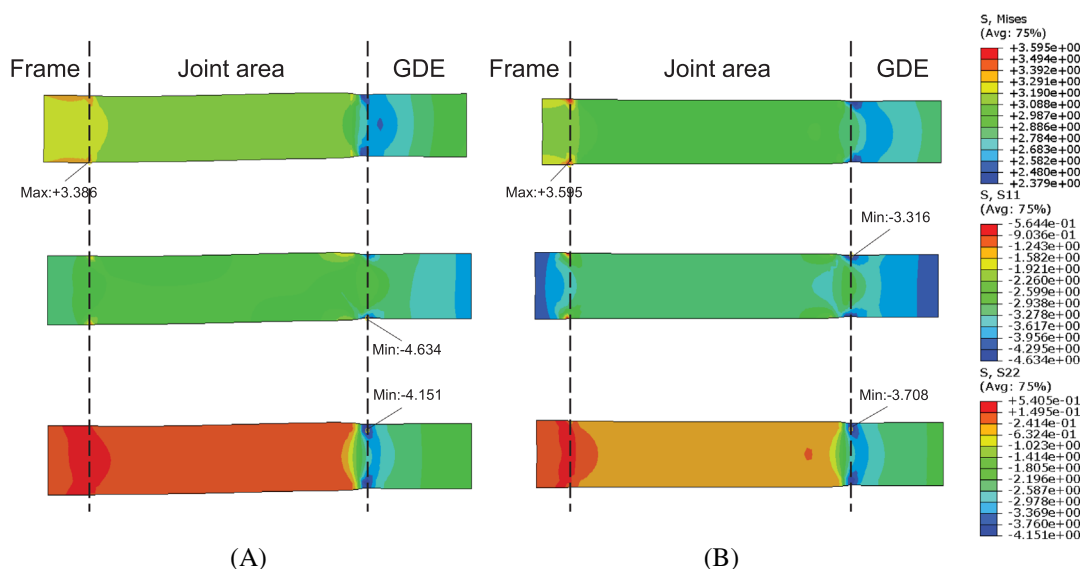 Frame
Joint area
GDE
Max:+3.386
Min:-4.634
Min:-4.151
(A)
Frame
Joint area
GDE
Max:+3.595
Min:-3.316
Min:-3.708
(B)
S, Mises
(Avg: 75%)
+3.595e+00
+3.494e+00
+3.392e+00
+3.291e+00
+3.190e+00
+3.088e+00
+2.987e+00
+2.886e+00
+2.784e+00
+2.683e+00
+2.582e+00
+2.480e+00
+2.379e+00
S, S11
(Avg: 75%)
-5.644e-01
-9.036e-01
-1.243e+00
-1.582e+00
-1.921e+00
-2.260e+00
-2.599e+00
-2.938e+00
-3.278e+00
-3.617e+00
-3.956e+00
-4.295e+00
-4.634e+00
S, S22
(Avg: 75%)
+5.405e-01
+1.495e-01
-2.414e-01
-6.324e-01
-1.023e+00
-1.414e+00
-1.805e+00
-2.196e+00
-2.587e+00
-2.978e+00
-3.369e+00
-3.760e+00
-4.151e+00